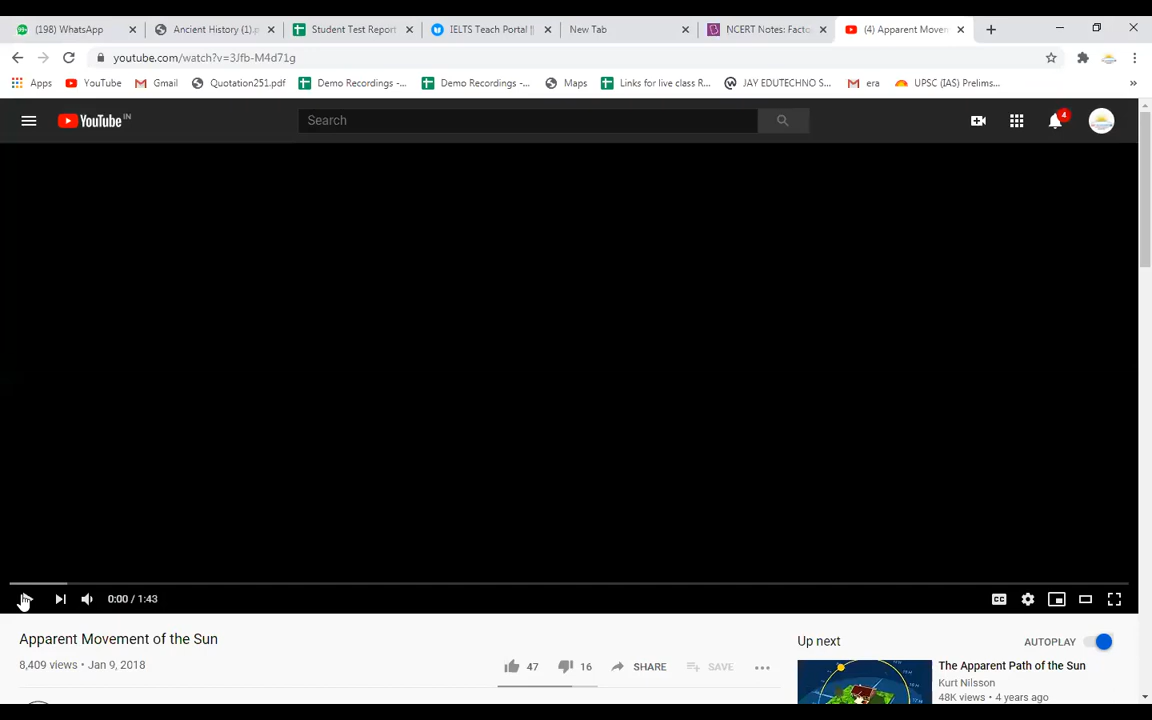 (198) WhatsApp
Ancient History (1).p
Student Test Report
IELTS Teach Portal ||
New Tab
NCERT Notes: Facto
(4) Apparent Movem
youtube.com/watch?v=3Jfb-M4d71g
Apps
YouTube
Gmail
Quotation251.pdf
Demo Recordings -...
Demo Recordings -...
Maps
Links for live class R...
JAY EDUTECHNO S...
era
UPSC (IAS) Prelims...
YouTube IN
Search
4
0:00 / 1:43
CC
Apparent Movement of the Sun
8,409 views • Jan 9, 2018
47
16
SHARE
SAVE
Up next
AUTOPLAY
The Apparent Path of the Sun
Kurt Nilsson
48K views • 4 years ago